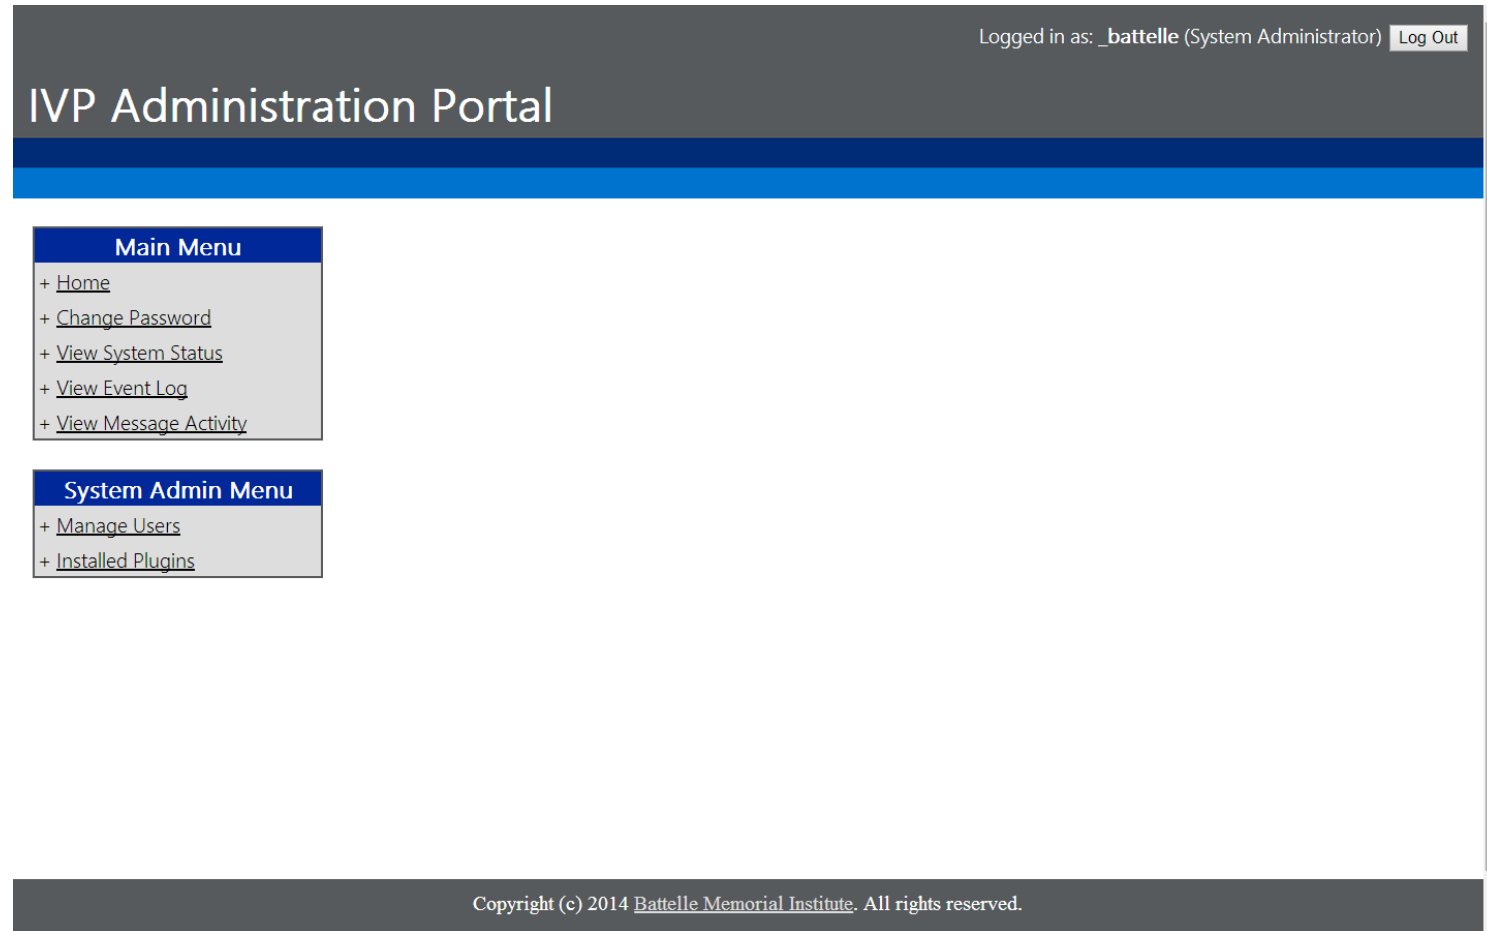 Logged in as: _battelle (System Administrator) Log Out
IVP Administration Portal
Main Menu
+ Home
+ Change Password
+ View System Status
+ View Event Log
+ View Message Activity
System Admin Menu
+ Manage Users
+ Installed Plugins
Copyright (c) 2014 Battelle Memorial Institute. All rights reserved.